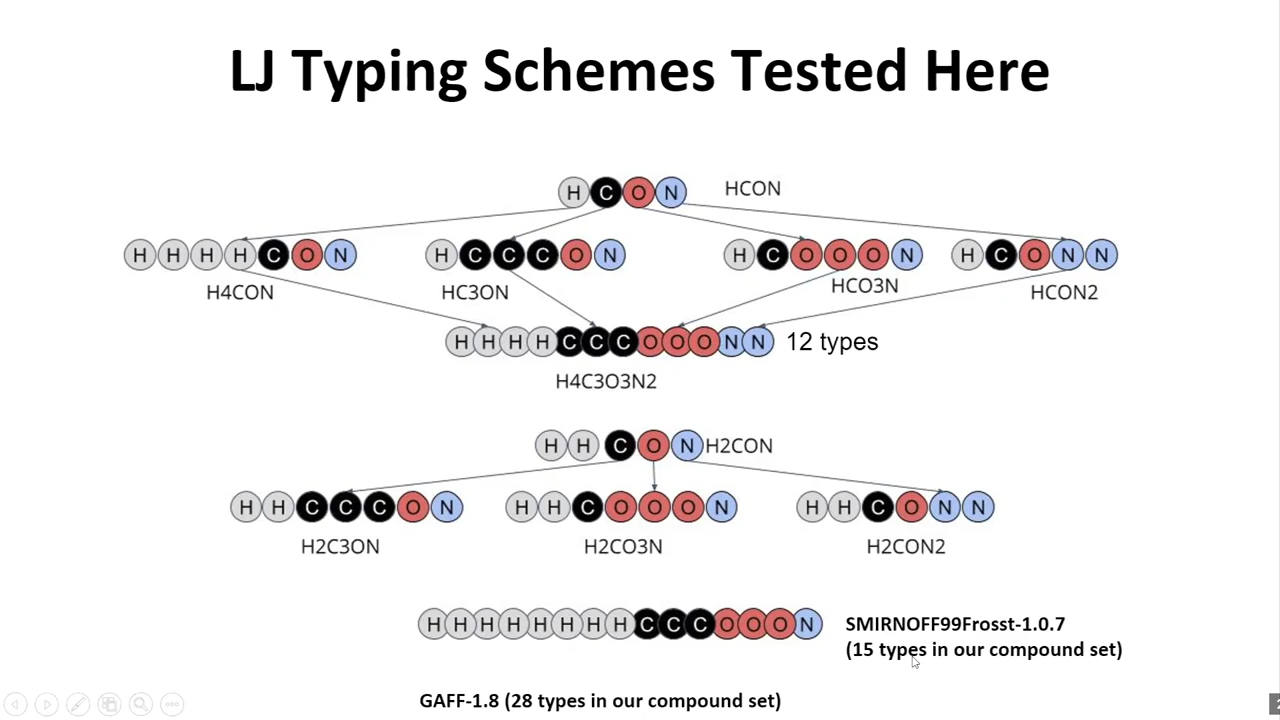 LJ Typing Schemes Tested Here
H C O N HCON
H H H H C O N
H C C C O N
H C O O O N
H C O N N
H4CON
HC3ON
HCO3N
HCON2
H H H H C C C O O O N N 12 types
H4C3O3N2
H H C O N H2CON
H H C C C O N
H H C O O O N
H H C O N N
H2C3ON
H2CO3N
H2CON2
H H H H H H H H C C C O O O N
SMIRNOFF99Frosst-1.0.7
(15 types in our compound set)
GAFF-1.8 (28 types in our compound set)